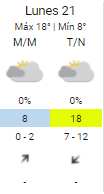 Lunes 21
Máx 18° | Mín 8°
M/M T/N
0% 0%
8 18
0 - 2 7 - 12
- -